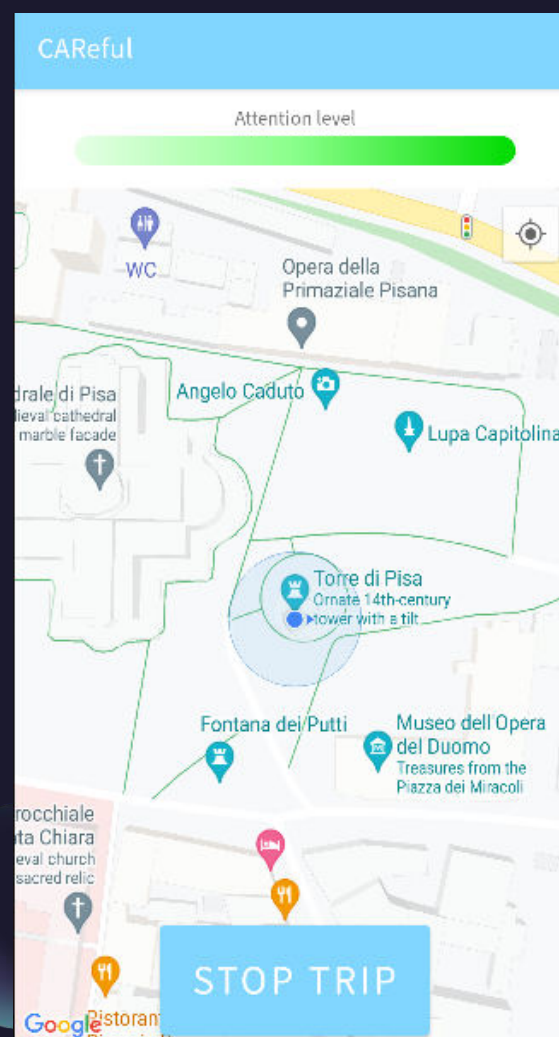 CAReful
Attention level
WC
Opera della
Primaziale Pisana
Angelo Caduto
drale di Pisa
lieval cathedral
marble facade
Lupa Capitolina
Torre di Pisa
Ornate 14th-century
tower with a tilt
Fontana dei Putti
Museo dell'Opera
del Duomo
Treasures from the
Piazza dei Miracoli
rocchiale
ta Chiara
eval church
sacred relic
STOP TRIP
Google
Ristoran